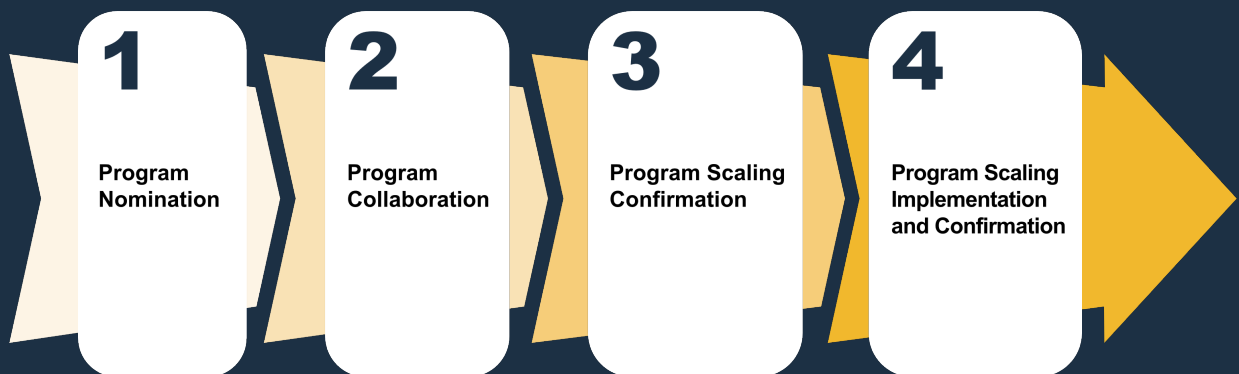 1
Program
Nomination
2
Program
Collaboration
3
Program Scaling
Confirmation
4
Program Scaling
Implementation
and Confirmation